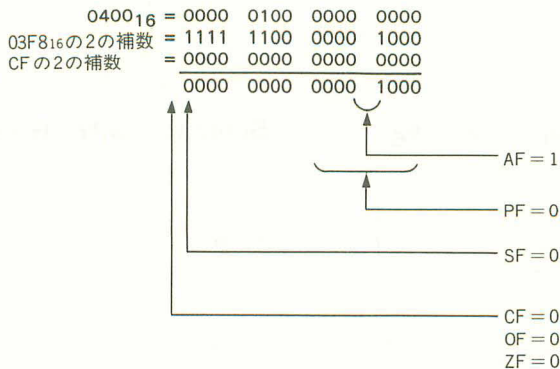 0400₁₆ = 0000 0100 0000 0000
03F8₁₆の2の補数 = 1111 1100 0000 1000
CFの2の補数 = 0000 0000 0000 0000
0000 0000 0000 1000
AF = 1
PF = 0
SF = 0
CF = 0
OF = 0
ZF = 0